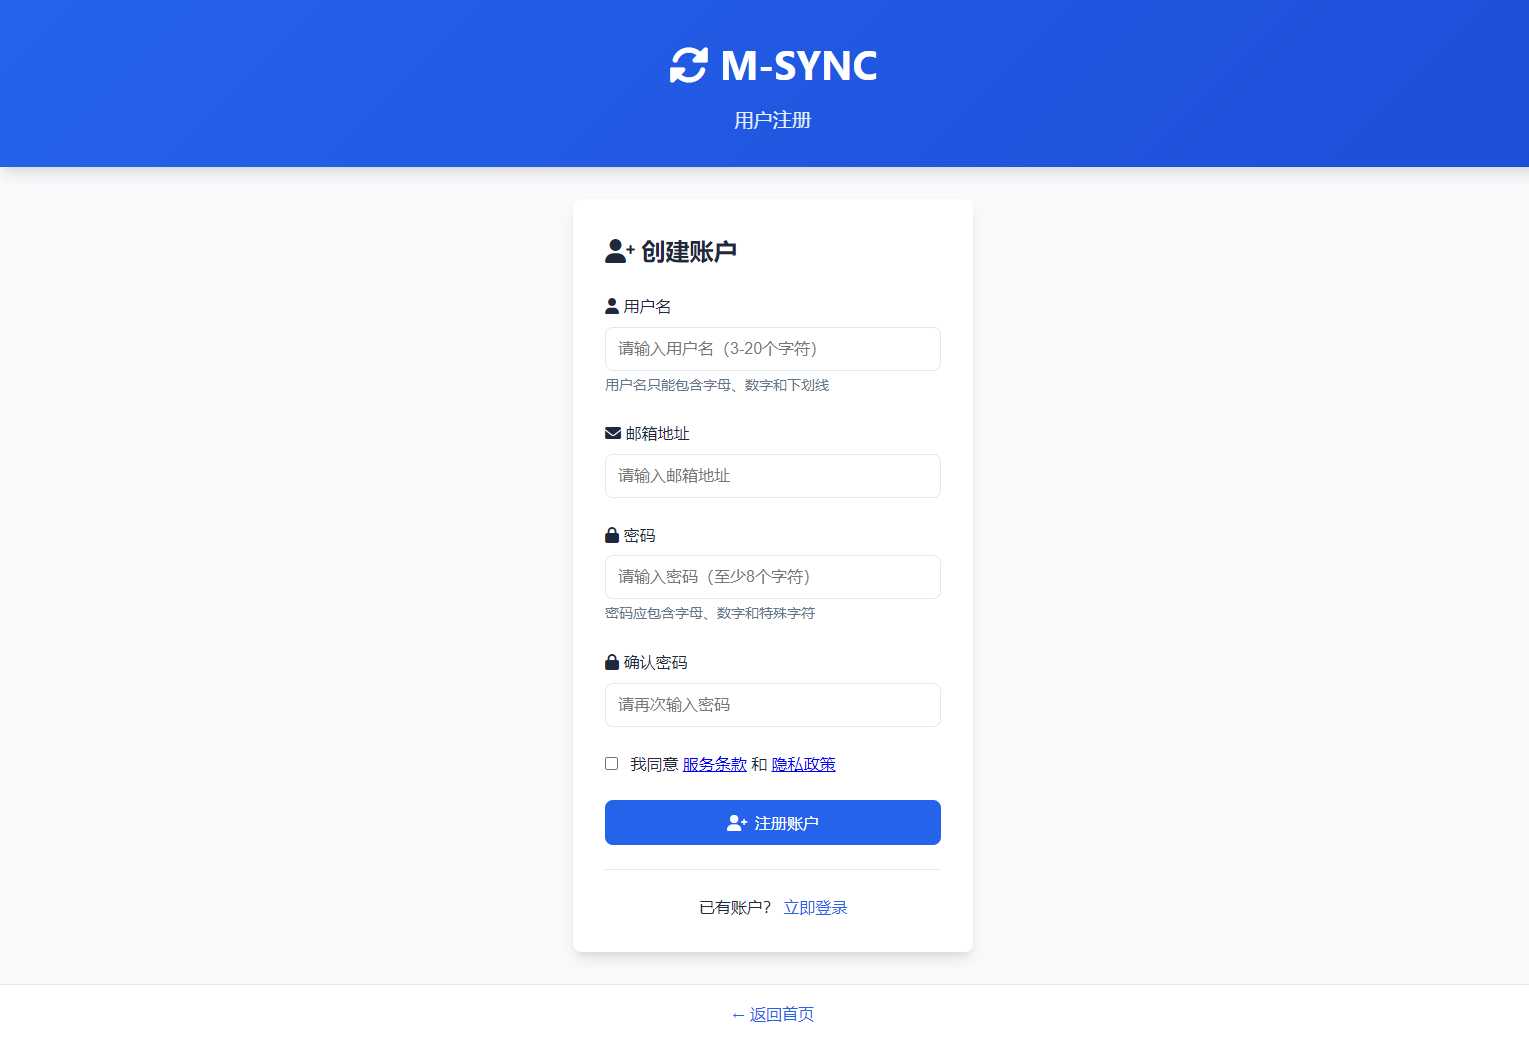 M-SYNC
用户注册
创建账户
用户名
请输入用户名（3-20个字符）
用户名只能包含字母、数字和下划线
邮箱地址
请输入邮箱地址
密码
请输入密码（至少8个字符）
密码应包含字母、数字和特殊字符
确认密码
请再次输入密码
我同意 服务条款 和 隐私政策
注册账户
已有账户？ 立即登录
← 返回首页